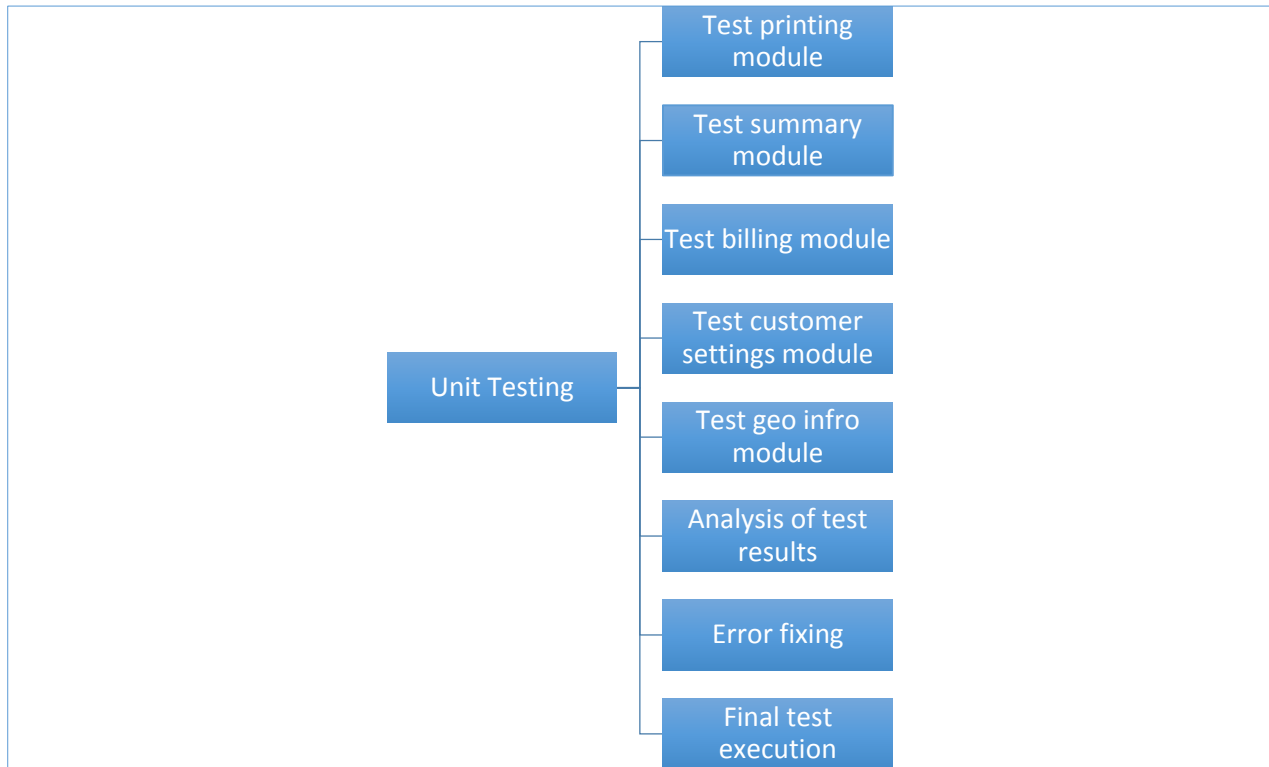 Test printing
module
Test summary
module
Test billing module
Test customer
settings module
Unit Testing
Test geo infro
module
Analysis of test
results
Error fixing
Final test
execution